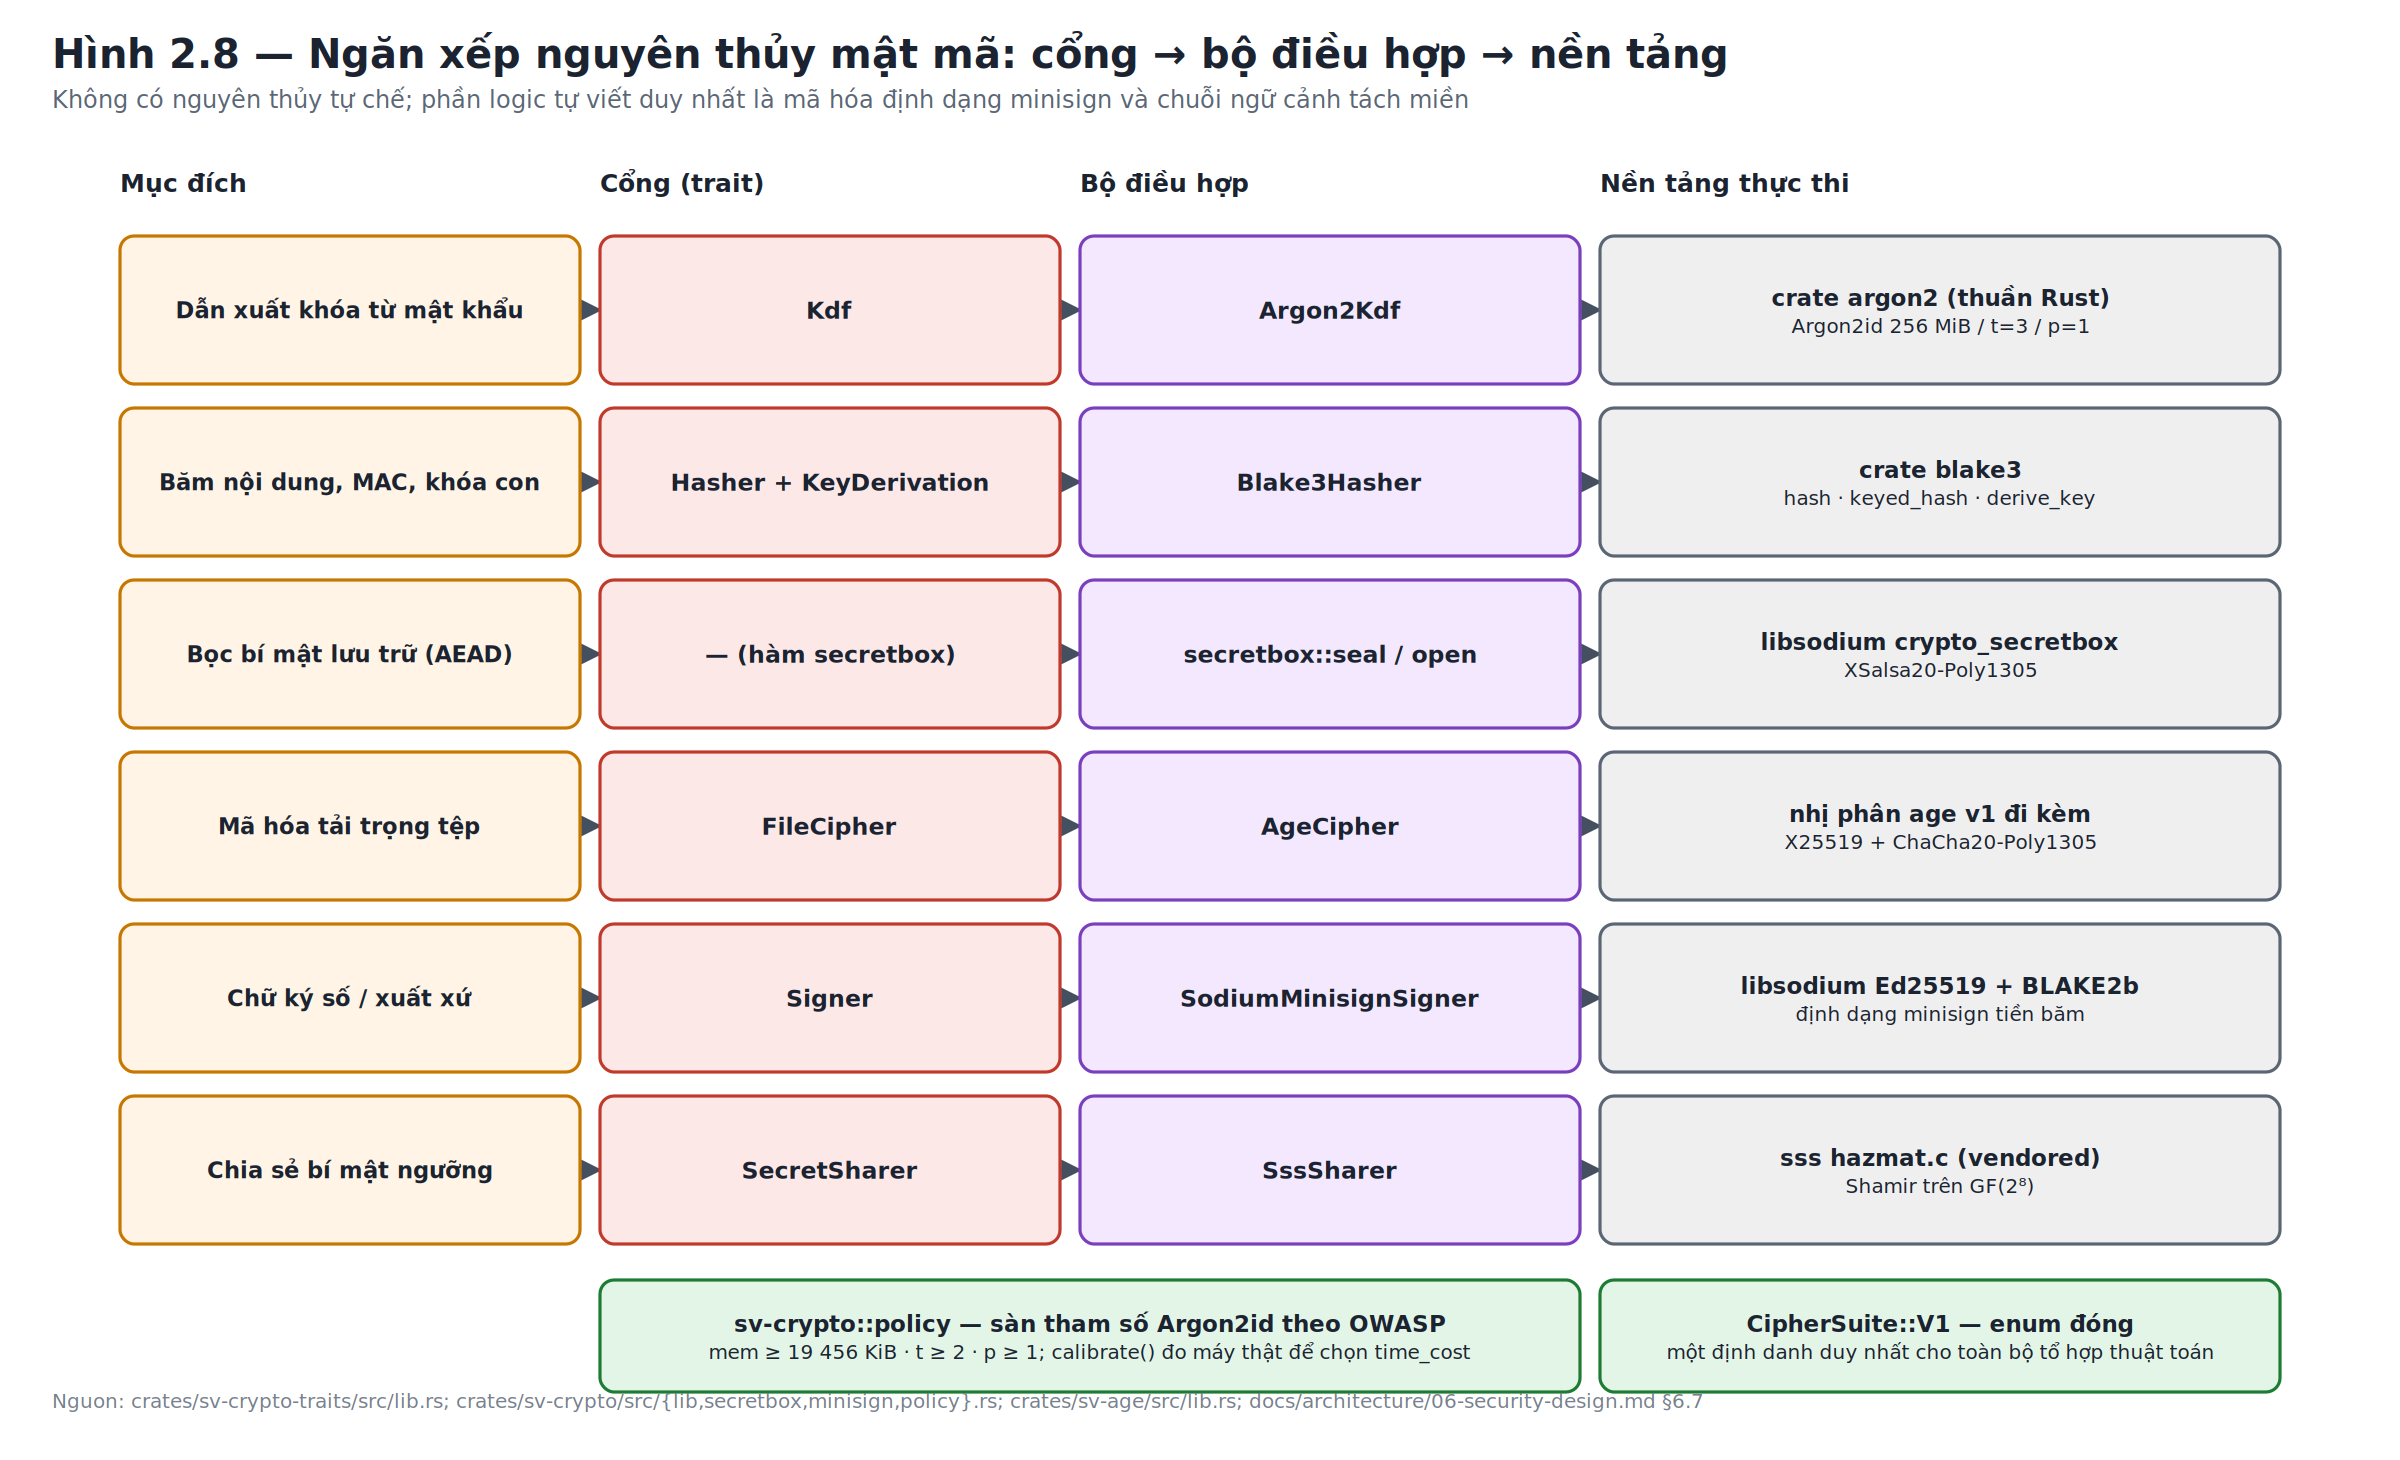 Hình 2.8 — Ngăn xếp nguyên thủy mật mã: cổng → bộ điều hợp → nền tảng
Không có nguyên thủy tự chế; phần logic tự viết duy nhất là mã hóa định dạng minisign và chuỗi ngữ cảnh tách miền
Mục đích
Cổng (trait)
Bộ điều hợp
Nền tảng thực thi
Dẫn xuất khóa từ mật khẩu
Kdf
Argon2Kdf
crate argon2 (thuần Rust)
Argon2id 256 MiB / t=3 / p=1
Băm nội dung, MAC, khóa con
Hasher + KeyDerivation
Blake3Hasher
crate blake3
hash · keyed_hash · derive_key
Bọc bí mật lưu trữ (AEAD)
— (hàm secretbox)
secretbox::seal / open
libsodium crypto_secretbox
XSalsa20-Poly1305
Mã hóa tải trọng tệp
FileCipher
AgeCipher
nhị phân age v1 đi kèm
X25519 + ChaCha20-Poly1305
Chữ ký số / xuất xứ
Signer
SodiumMinisignSigner
libsodium Ed25519 + BLAKE2b
định dạng minisign tiền băm
Chia sẻ bí mật ngưỡng
SecretSharer
SssSharer
sss hazmat.c (vendored)
Shamir trên GF(2⁸)
sv-crypto::policy — sàn tham số Argon2id theo OWASP
mem ≥ 19 456 KiB · t ≥ 2 · p ≥ 1; calibrate() đo máy thật để chọn time_cost
CipherSuite::V1 — enum đóng
một định danh duy nhất cho toàn bộ tổ hợp thuật toán
Nguon: crates/sv-crypto-traits/src/lib.rs; crates/sv-crypto/src/{lib,secretbox,minisign,policy}.rs; crates/sv-age/src/lib.rs; docs/architecture/06-security-design.md §6.7